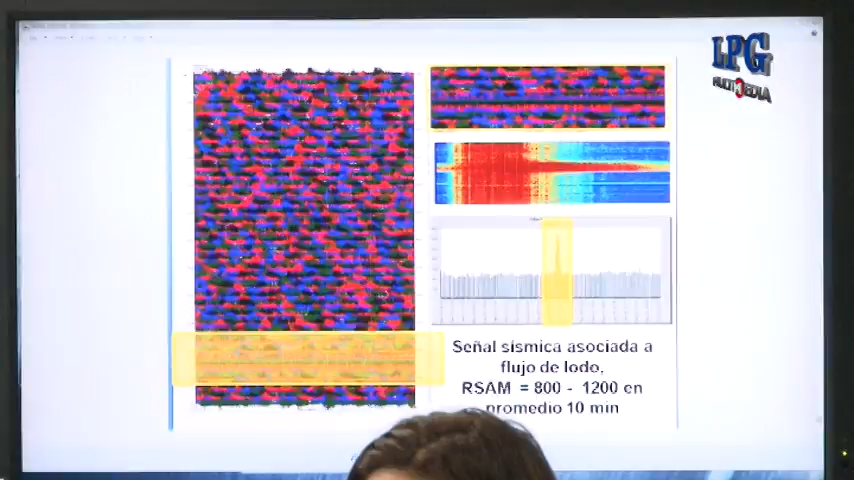 LPG
MULTIMEDIA
Señal sísmica asociada a
flujo de lodo,
RSAM = 800 - 1200 en
promedio 10 min